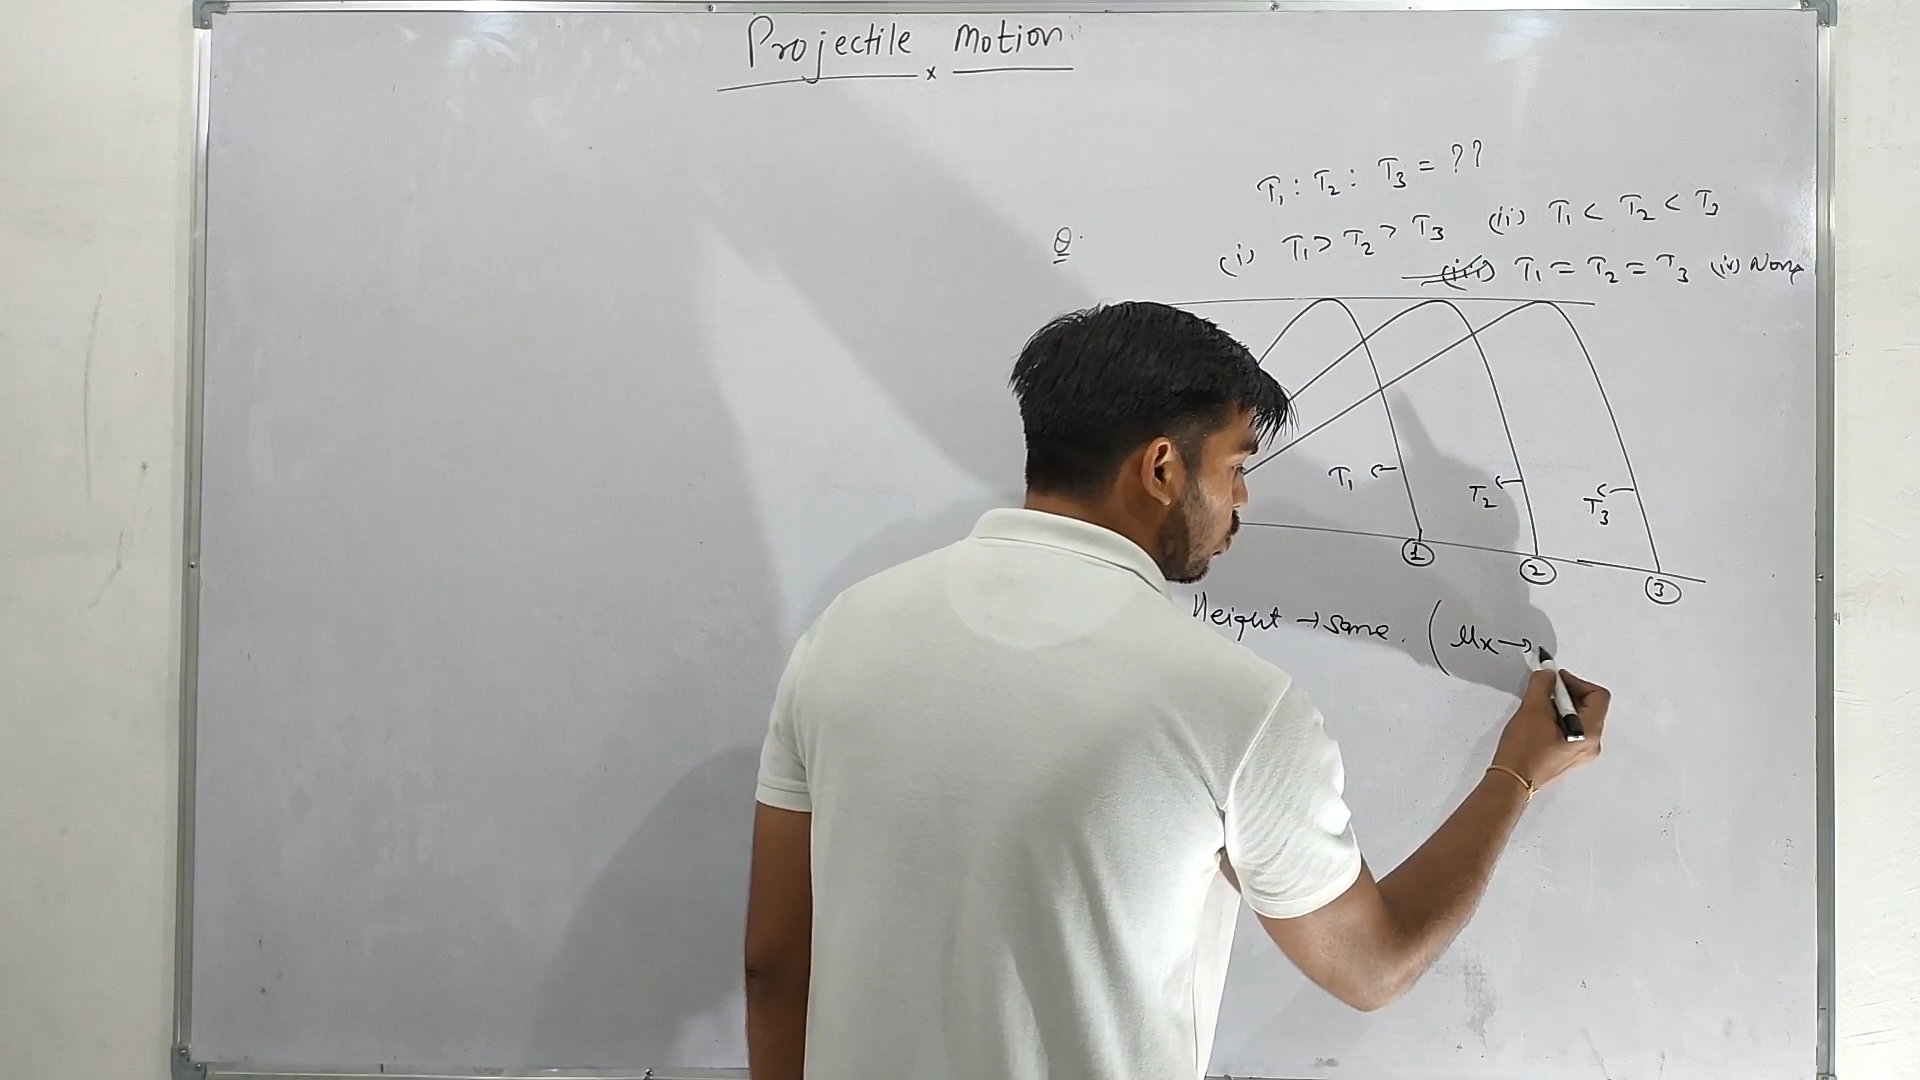 Projectile Motion
T1 : T2 : T3 = ??
Q.
(i) T1 > T2 > T3 (ii) T1 < T2 < T3
(iii) T1 = T2 = T3 (iv) None
T1 T2 T3
1 2 3
Height → same. (Ux →